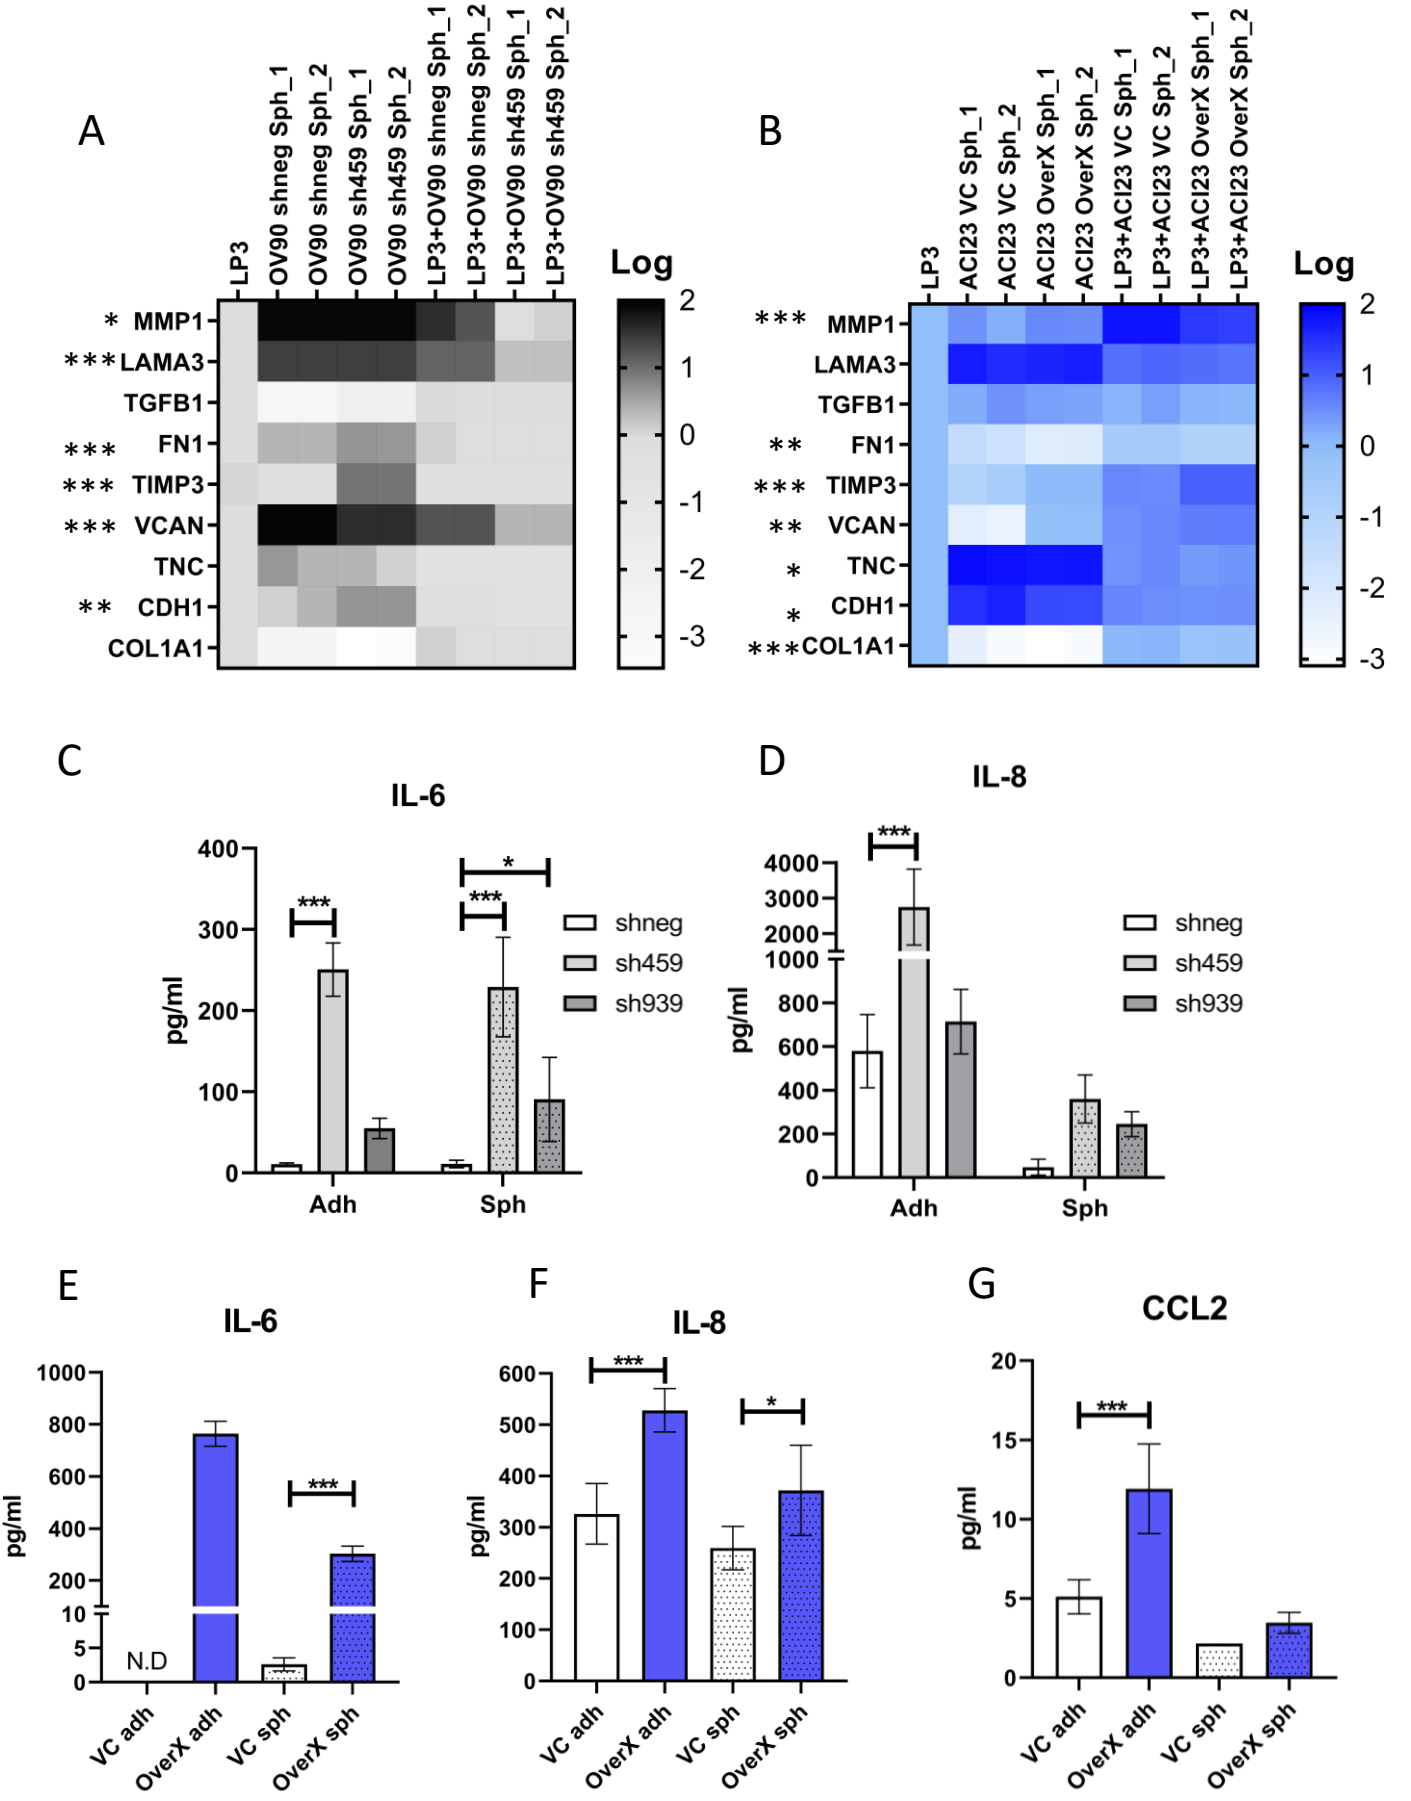 A
LP3
OV90 shneg Sph_1
OV90 shneg Sph_2
OV90 sh459 Sph_1
OV90 sh459 Sph_2
LP3+OV90 shneg Sph_1
LP3+OV90 shneg Sph_2
LP3+OV90 sh459 Sph_1
LP3+OV90 sh459 Sph_2
Log
* MMP1
*** LAMA3
TGFB1
*** FN1
*** TIMP3
*** VCAN
TNC
** CDH1
COL1A1
2
1
0
-1
-2
-3
B
LP3
ACI23 VC Sph_1
ACI23 VC Sph_2
ACI23 OverX Sph_1
ACI23 OverX Sph_2
LP3+ACI23 VC Sph_1
LP3+ACI23 VC Sph_2
LP3+ACI23 OverX Sph_1
LP3+ACI23 OverX Sph_2
Log
*** MMP1
LAMA3
TGFB1
** FN1
*** TIMP3
** VCAN
* TNC
* CDH1
*** COL1A1
2
1
0
-1
-2
-3
C
IL-6
pg/ml
400
300
200
100
0
***
***
*
Adh
Sph
shneg
sh459
sh939
D
IL-8
pg/ml
4000
3000
2000
1000
800
600
400
200
0
***
Adh
Sph
shneg
sh459
sh939
E
IL-6
pg/ml
1000
800
600
400
200
10
5
0
N.D
***
VC adh
OverX adh
VC sph
OverX sph
F
IL-8
pg/ml
600
500
400
300
200
100
0
***
*
VC adh
OverX adh
VC sph
OverX sph
G
CCL2
pg/ml
20
15
10
5
0
***
VC adh
OverX adh
VC sph
OverX sph